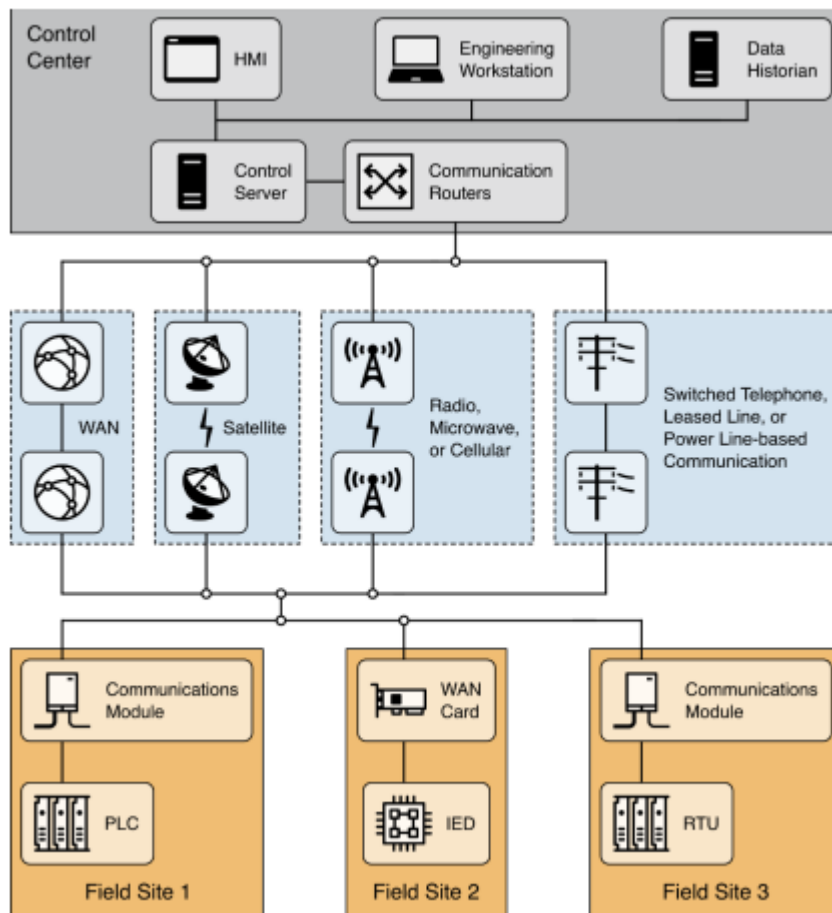 Control
Center
HMI
Engineering
Workstation
Data
Historian
Control
Server
Communication
Routers
WAN
Satellite
Radio,
Microwave,
or Cellular
Switched Telephone,
Leased Line, or
Power Line-based
Communication
Communications
Module
WAN
Card
Communications
Module
PLC
IED
RTU
Field Site 1
Field Site 2
Field Site 3